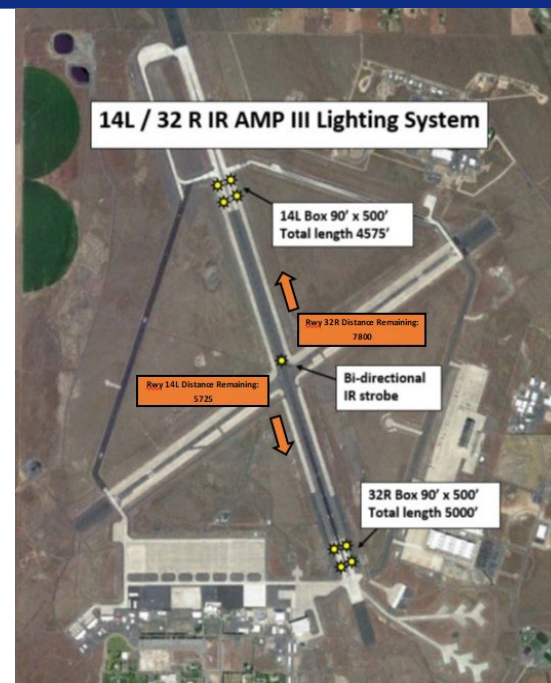 14L / 32 R IR AMP III Lighting System
14L Box 90' x 500'
Total length 4575'
Rwy 32R Distance Remaining:
7800
Bi-directional
IR strobe
Rwy 14L Distance Remaining:
5725
32R Box 90' x 500'
Total length 5000'